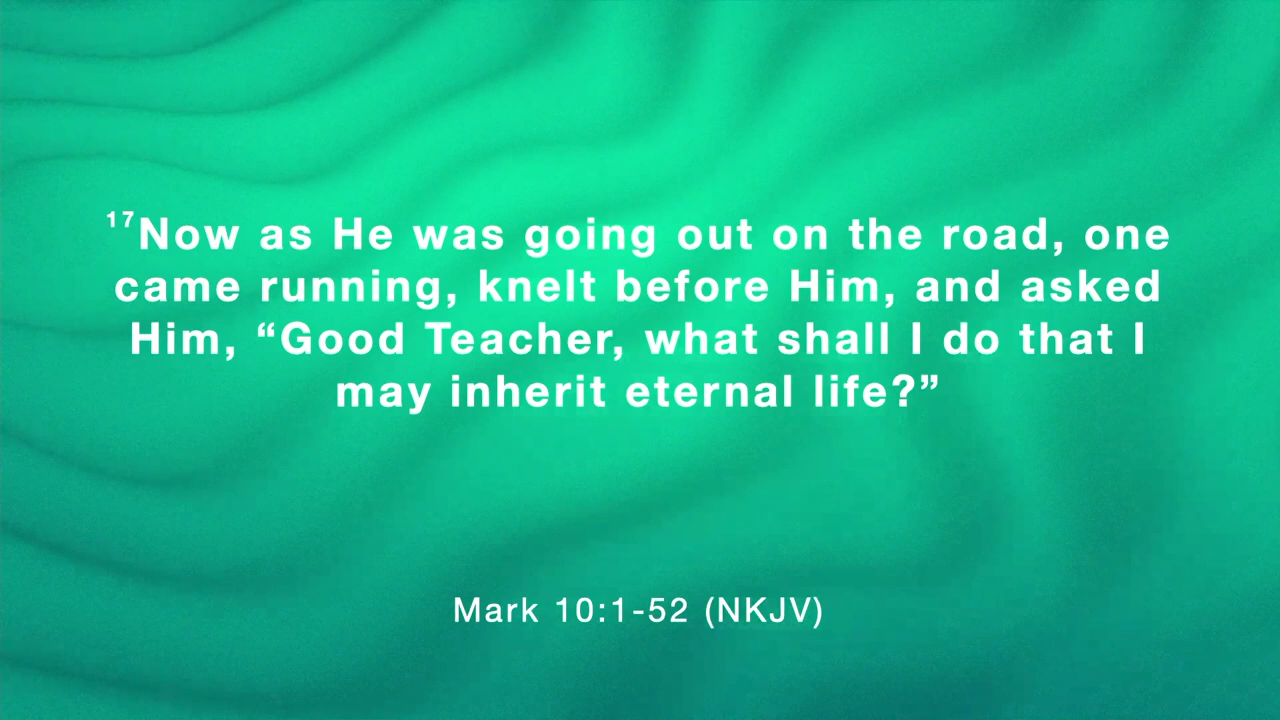 17Now as He was going out on the road, one
came running, knelt before Him, and asked
Him, “Good Teacher, what shall I do that I
may inherit eternal life?”
Mark 10:1-52 (NKJV)